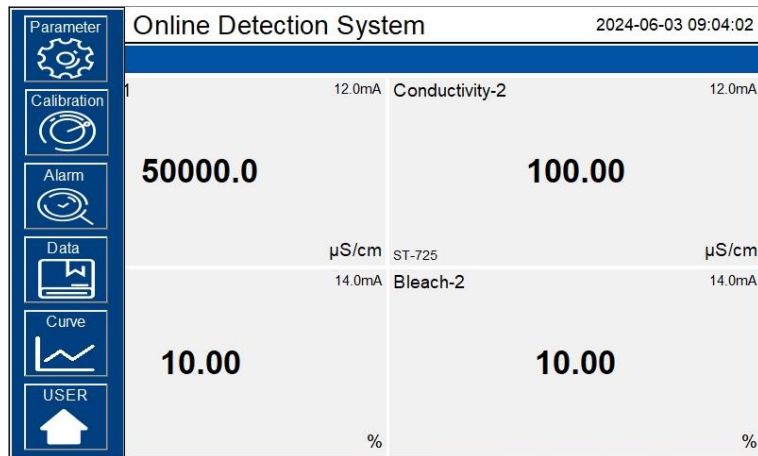 Parameter
Calibration
Alarm
Data
Curve
USER
Online Detection System
2024-06-03 09:04:02
1
12.0mA
50000.0
µS/cm
Conductivity-2
12.0mA
100.00
ST-725
µS/cm
14.0mA
10.00
%
Bleach-2
14.0mA
10.00
%